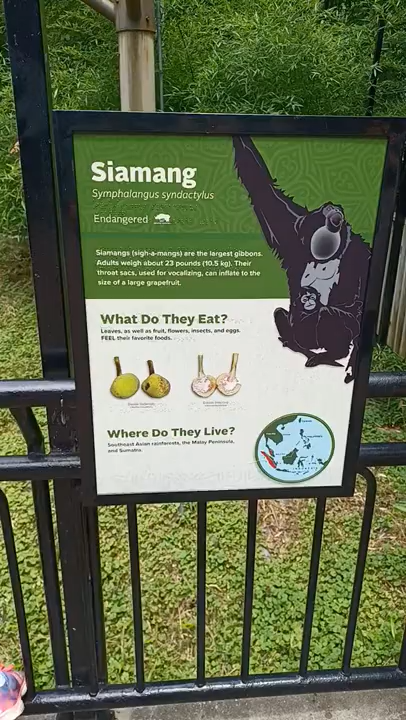 Siamang
Symphalangus syndactylus
Endangered
Siamangs (sigh-a-mangs) are the largest gibbons.
Adults weigh about 23 pounds (10.5 kg). Their
throat sacs, used for vocalizing, can inflate to the
size of a large grapefruit.
What Do They Eat?
Leaves, as well as fruit, flowers, insects, and eggs.
FEEL their favorite foods.
Where Do They Live?
Southeast Asian rainforests, the Malay Peninsula,
and Sumatra.